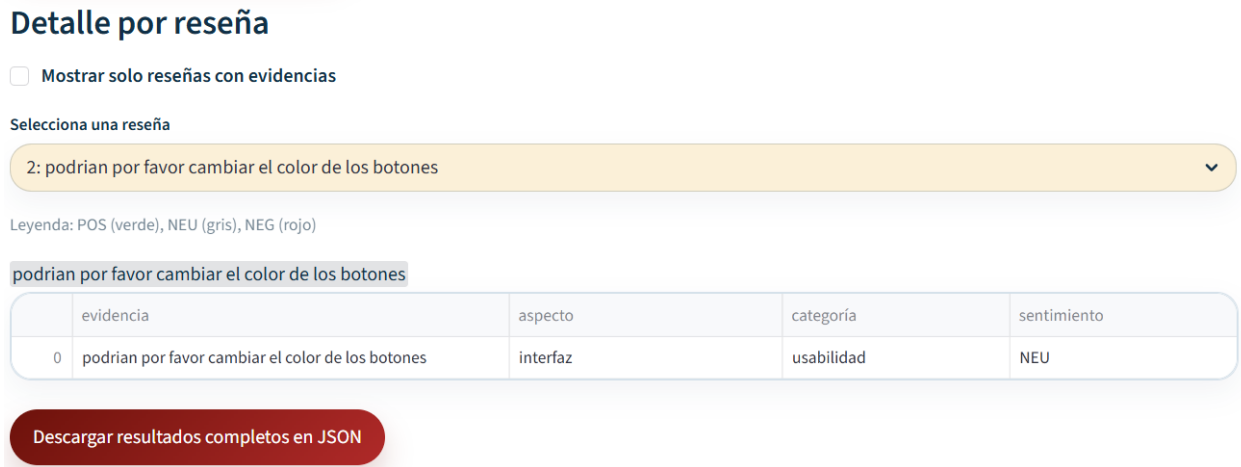 Detalle por reseña
Mostrar solo reseñas con evidencias
Selecciona una reseña
2: podrian por favor cambiar el color de los botones
Leyenda: POS (verde), NEU (gris), NEG (rojo)
podrian por favor cambiar el color de los botones
evidencia aspecto categoría sentimiento
0 podrian por favor cambiar el color de los botones interfaz usabilidad NEU
Descargar resultados completos en JSON